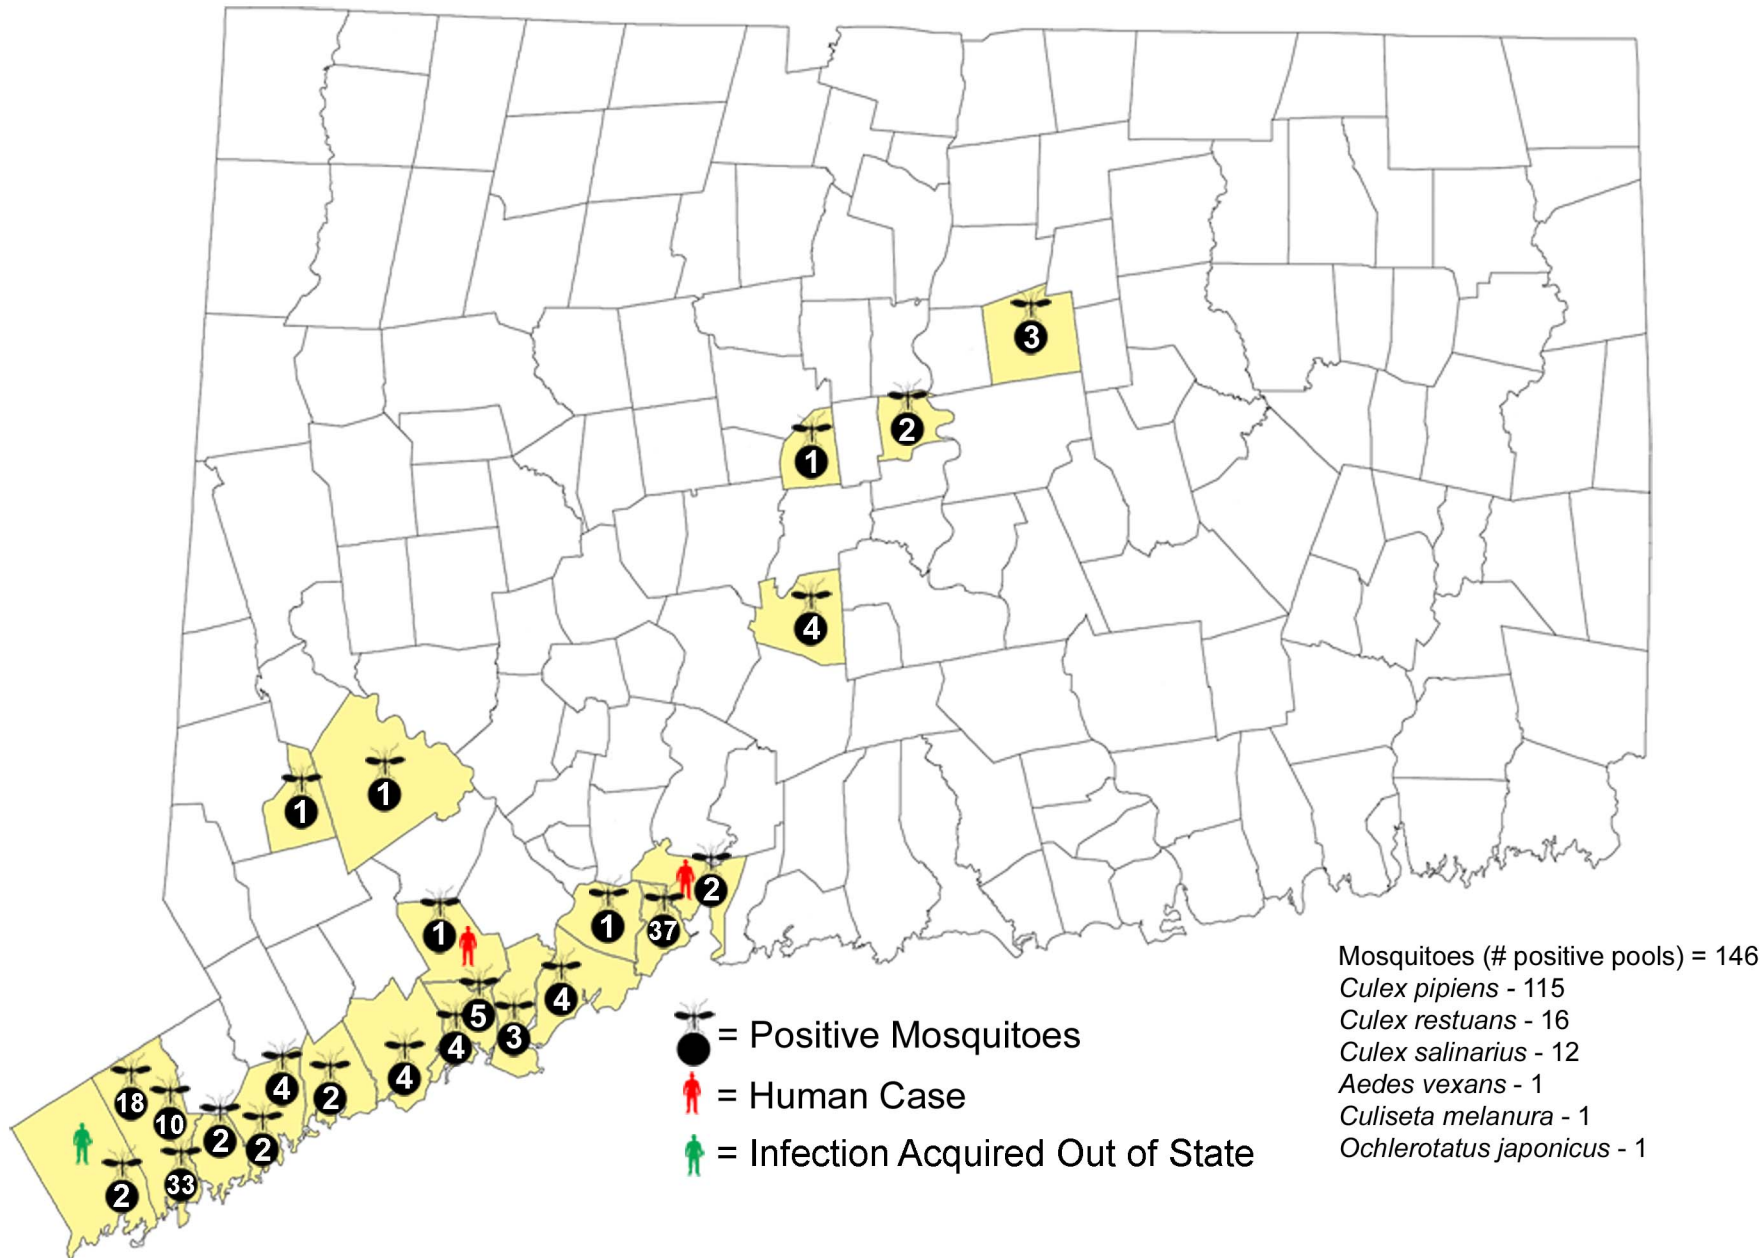 3
2
1
4
1
1
2
1
1
37
4
5
3
4
4
4
2
18
10
2
2
33
2
= Positive Mosquitoes
= Human Case
= Infection Acquired Out of State
Mosquitoes (# positive pools) = 146
Culex pipiens - 115
Culex restuans - 16
Culex salinarius - 12
Aedes vexans - 1
Culiseta melanura - 1
Ochlerotatus japonicus - 1